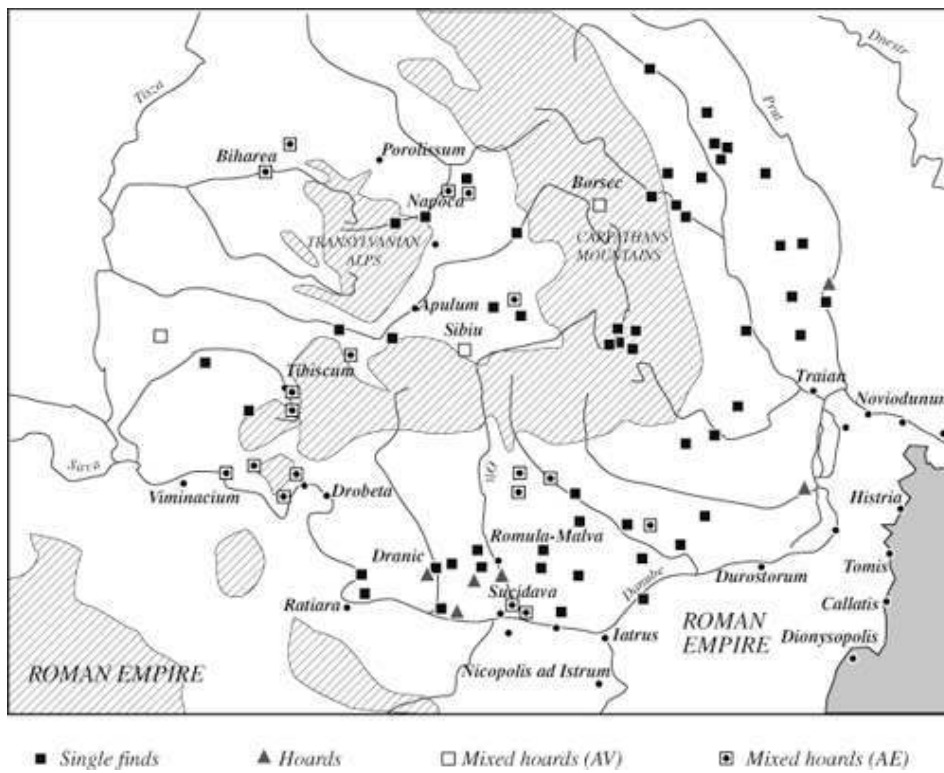 Dnestr
Tisza
Prut
Biharea
Porolissum
Napoca
Borsec
TRANSYLVANIAN
ALPS
CARPATHANS
MOUNTAINS
Apulum
Sibiu
Tibiscum
Traian
Noviodunum
Sava
Olt
Viminacium
Drobeta
Histria
Romula-Malva
Dranic
Danube
Durostorum
Tomis
Sucidava
Ratiara
Callatis
Iatrus
ROMAN
EMPIRE
Dionysopolis
Nicopolis ad Istrum
ROMAN EMPIRE
Single finds
Hoards
Mixed hoards (AV)
Mixed hoards (AE)